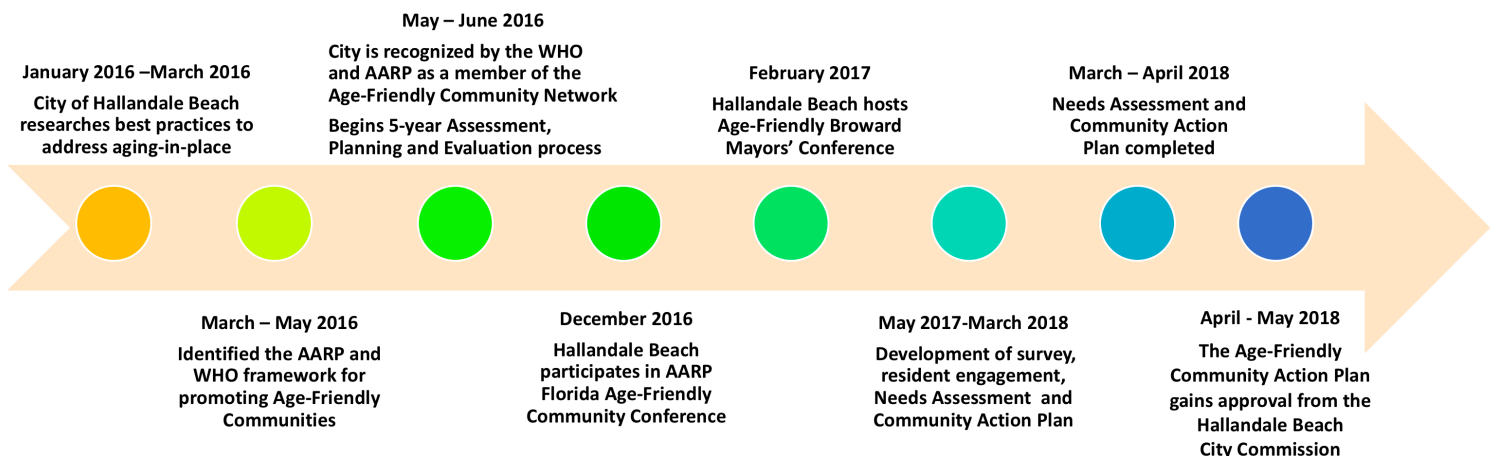 January 2016 –March 2016
City of Hallandale Beach
researches best practices to
address aging-in-place
March – May 2016
Identified the AARP and
WHO framework for
promoting Age-Friendly
Communities
May – June 2016
City is recognized by the WHO
and AARP as a member of the
Age-Friendly Community Network
Begins 5-year Assessment,
Planning and Evaluation process
December 2016
Hallandale Beach
participates in AARP
Florida Age-Friendly
Community Conference
February 2017
Hallandale Beach hosts
Age-Friendly Broward
Mayors’ Conference
May 2017-March 2018
Development of survey,
resident engagement,
Needs Assessment and
Community Action Plan
March – April 2018
Needs Assessment and
Community Action
Plan completed
April - May 2018
The Age-Friendly
Community Action Plan
gains approval from the
Hallandale Beach
City Commission